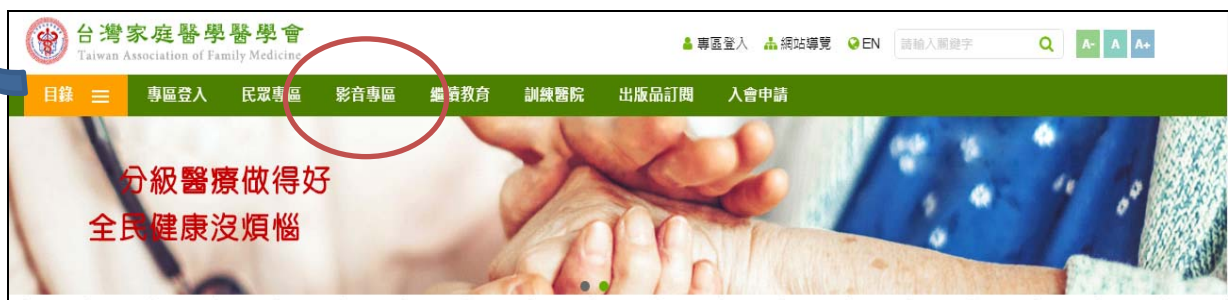 台灣家庭醫學醫學會
Taiwan Association of Family Medicine
專區登入 網站導覽 EN 請輸入關鍵字 A- A A+
目錄 專區登入 民眾專區 影音專區 繼續教育 訓練醫院 出版品訂閱 入會申請
分級醫療做得好
全民健康沒煩惱